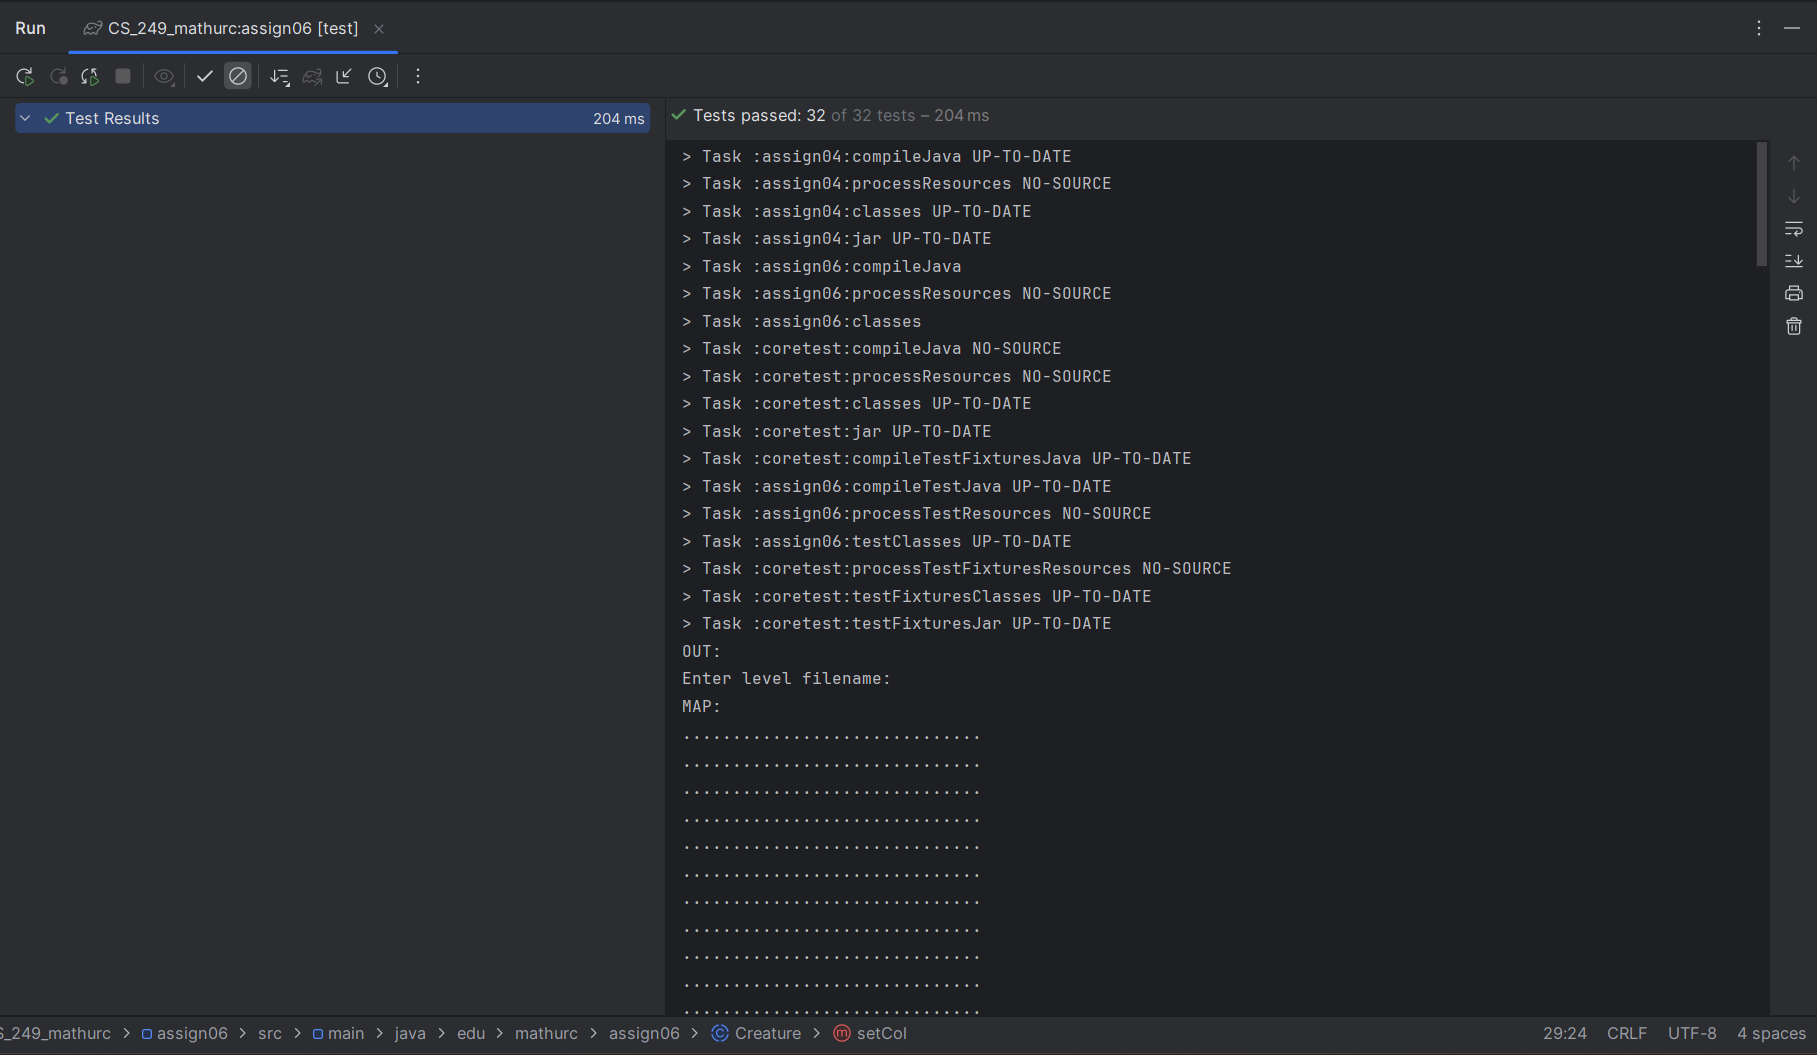 Run CS_249_mathurc:assign06 [test]
Test Results 204 ms
Tests passed: 32 of 32 tests – 204 ms
> Task :assign04:compileJava UP-TO-DATE
> Task :assign04:processResources NO-SOURCE
> Task :assign04:classes UP-TO-DATE
> Task :assign04:jar UP-TO-DATE
> Task :assign06:compileJava
> Task :assign06:processResources NO-SOURCE
> Task :assign06:classes
> Task :coretest:compileJava NO-SOURCE
> Task :coretest:processResources NO-SOURCE
> Task :coretest:classes UP-TO-DATE
> Task :coretest:jar UP-TO-DATE
> Task :coretest:compileTestFixturesJava UP-TO-DATE
> Task :assign06:compileTestJava UP-TO-DATE
> Task :assign06:processTestResources NO-SOURCE
> Task :assign06:testClasses UP-TO-DATE
> Task :coretest:processTestFixturesResources NO-SOURCE
> Task :coretest:testFixturesClasses UP-TO-DATE
> Task :coretest:testFixturesJar UP-TO-DATE
OUT:
Enter level filename:
MAP:
..............................
..............................
..............................
..............................
..............................
..............................
..............................
..............................
..............................
..............................
..............................
S_249_mathurc > assign06 > src > main > java > edu > mathurc > assign06 > Creature > setCol 29:24 CRLF UTF-8 4 spaces